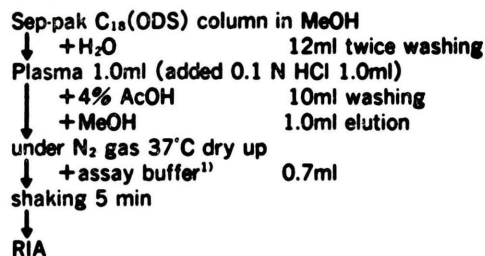 Sep-pak C₁₈(ODS) column in MeOH
+H₂O 12ml twice washing
Plasma 1.0ml (added 0.1 N HCl 1.0ml)
+4% AcOH 10ml washing
+MeOH 1.0ml elution
under N₂ gas 37°C dry up
+assay buffer¹⁾ 0.7ml
shaking 5 min
RIA